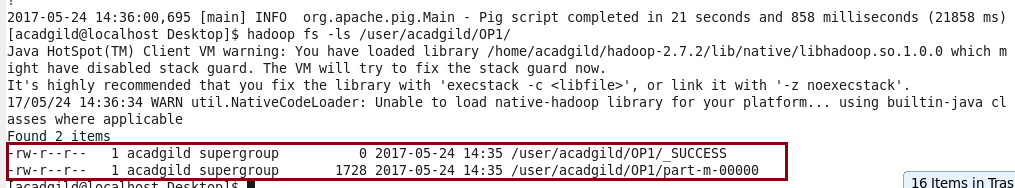 !
2017-05-24 14:36:00,695 [main] INFO  org.apache.pig.Main - Pig script completed in 21 seconds and 858 milliseconds (21858 ms)
[acadgild@localhost Desktop]$ hadoop fs -ls /user/acadgild/OP1/
Java HotSpot(TM) Client VM warning: You have loaded library /home/acadgild/hadoop-2.7.2/lib/native/libhadoop.so.1.0.0 which m
ight have disabled stack guard. The VM will try to fix the stack guard now.
It's highly recommended that you fix the library with 'execstack -c <libfile>', or link it with '-z noexecstack'.
17/05/24 14:36:34 WARN util.NativeCodeLoader: Unable to load native-hadoop library for your platform... using builtin-java cl
asses where applicable
Found 2 items
-rw-r--r--   1 acadgild supergroup          0 2017-05-24 14:35 /user/acadgild/OP1/_SUCCESS
-rw-r--r--   1 acadgild supergroup       1728 2017-05-24 14:35 /user/acadgild/OP1/part-m-00000
[acadgild@localhost Desktop]$
16 Items in Tras